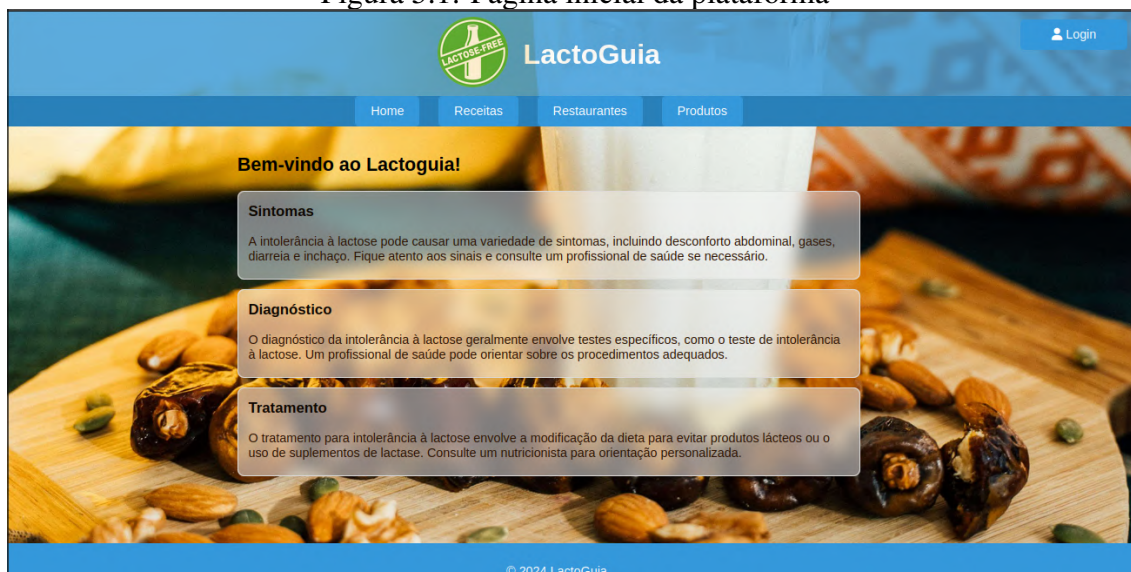 Figura 3.1: Página inicial da plataforma
LACTOSE-FREE
LactoGuia
Login
Home
Receitas
Restaurantes
Produtos
Bem-vindo ao Lactoguia!
Sintomas
A intolerância à lactose pode causar uma variedade de sintomas, incluindo desconforto abdominal, gases,
diarreia e inchaço. Fique atento aos sinais e consulte um profissional de saúde se necessário.
Diagnóstico
O diagnóstico da intolerância à lactose geralmente envolve testes específicos, como o teste de intolerância
à lactose. Um profissional de saúde pode orientar sobre os procedimentos adequados.
Tratamento
O tratamento para intolerância à lactose envolve a modificação da dieta para evitar produtos lácteos ou o
uso de suplementos de lactase. Consulte um nutricionista para orientação personalizada.
© 2024 LactoGuia